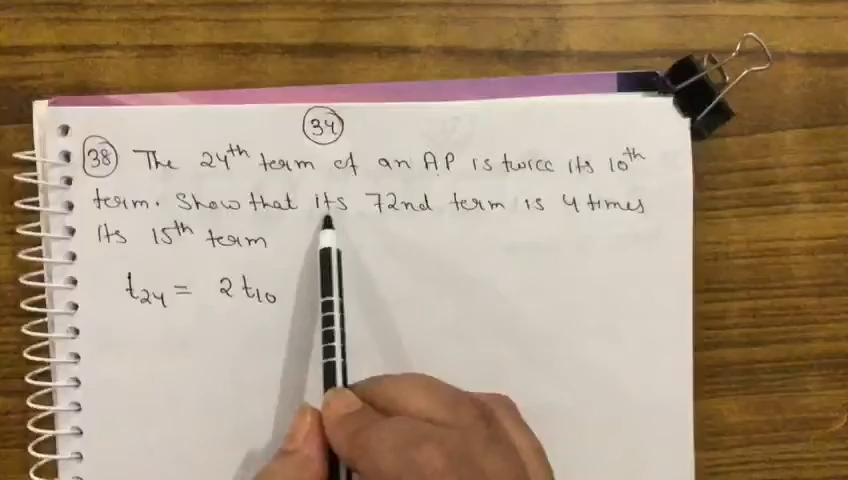 34
38 The 24th term of an A.P is twice its 10th
term. Show that its 72nd term is 4 times
its 15th term
t24 = 2 t10